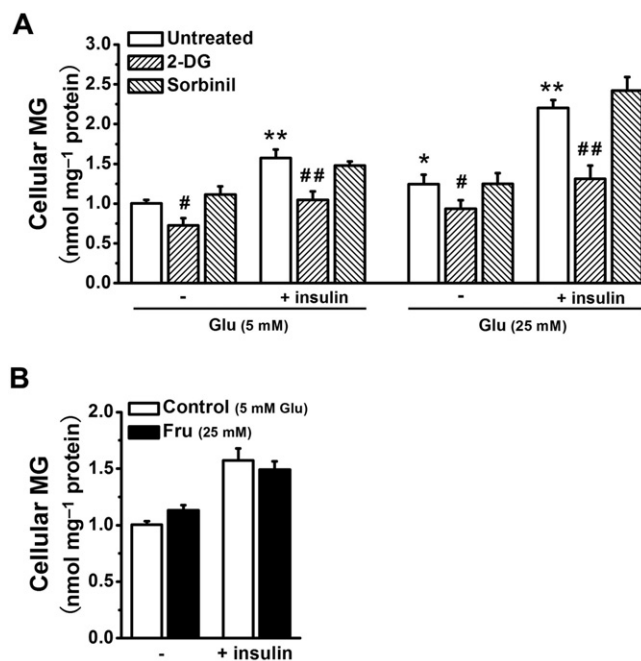 A
Cellular MG
(nmol mg⁻¹ protein)
3.0
2.5
2.0
1.5
1.0
0.5
0.0
Untreated
2-DG
Sorbinil
#
**
##
*
#
**
##
- + insulin - + insulin
Glu (5 mM) Glu (25 mM)
B
Cellular MG
(nmol mg⁻¹ protein)
2.0
1.5
1.0
0.5
0.0
Control (5 mM Glu)
Fru (25 mM)
- + insulin